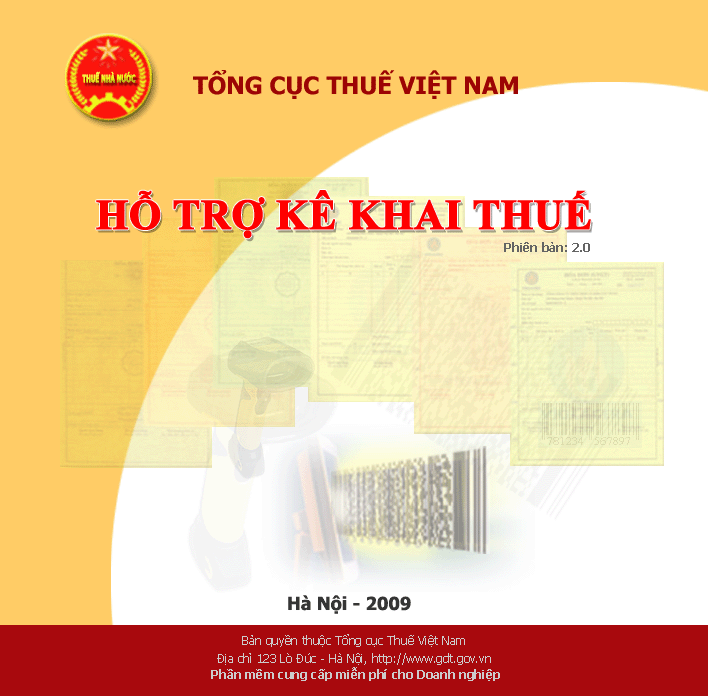 THUẾ NHÀ NƯỚC
TỔNG CỤC THUẾ VIỆT NAM
HỖ TRỢ KÊ KHAI THUẾ
Phiên bản: 2.0
781234 567897
Hà Nội - 2009
Bản quyền thuộc Tổng cục Thuế Việt Nam
Địa chỉ 123 Lò Đúc - Hà Nội, http://www.gdt.gov.vn
Phần mềm cung cấp miễn phí cho Doanh nghiệp